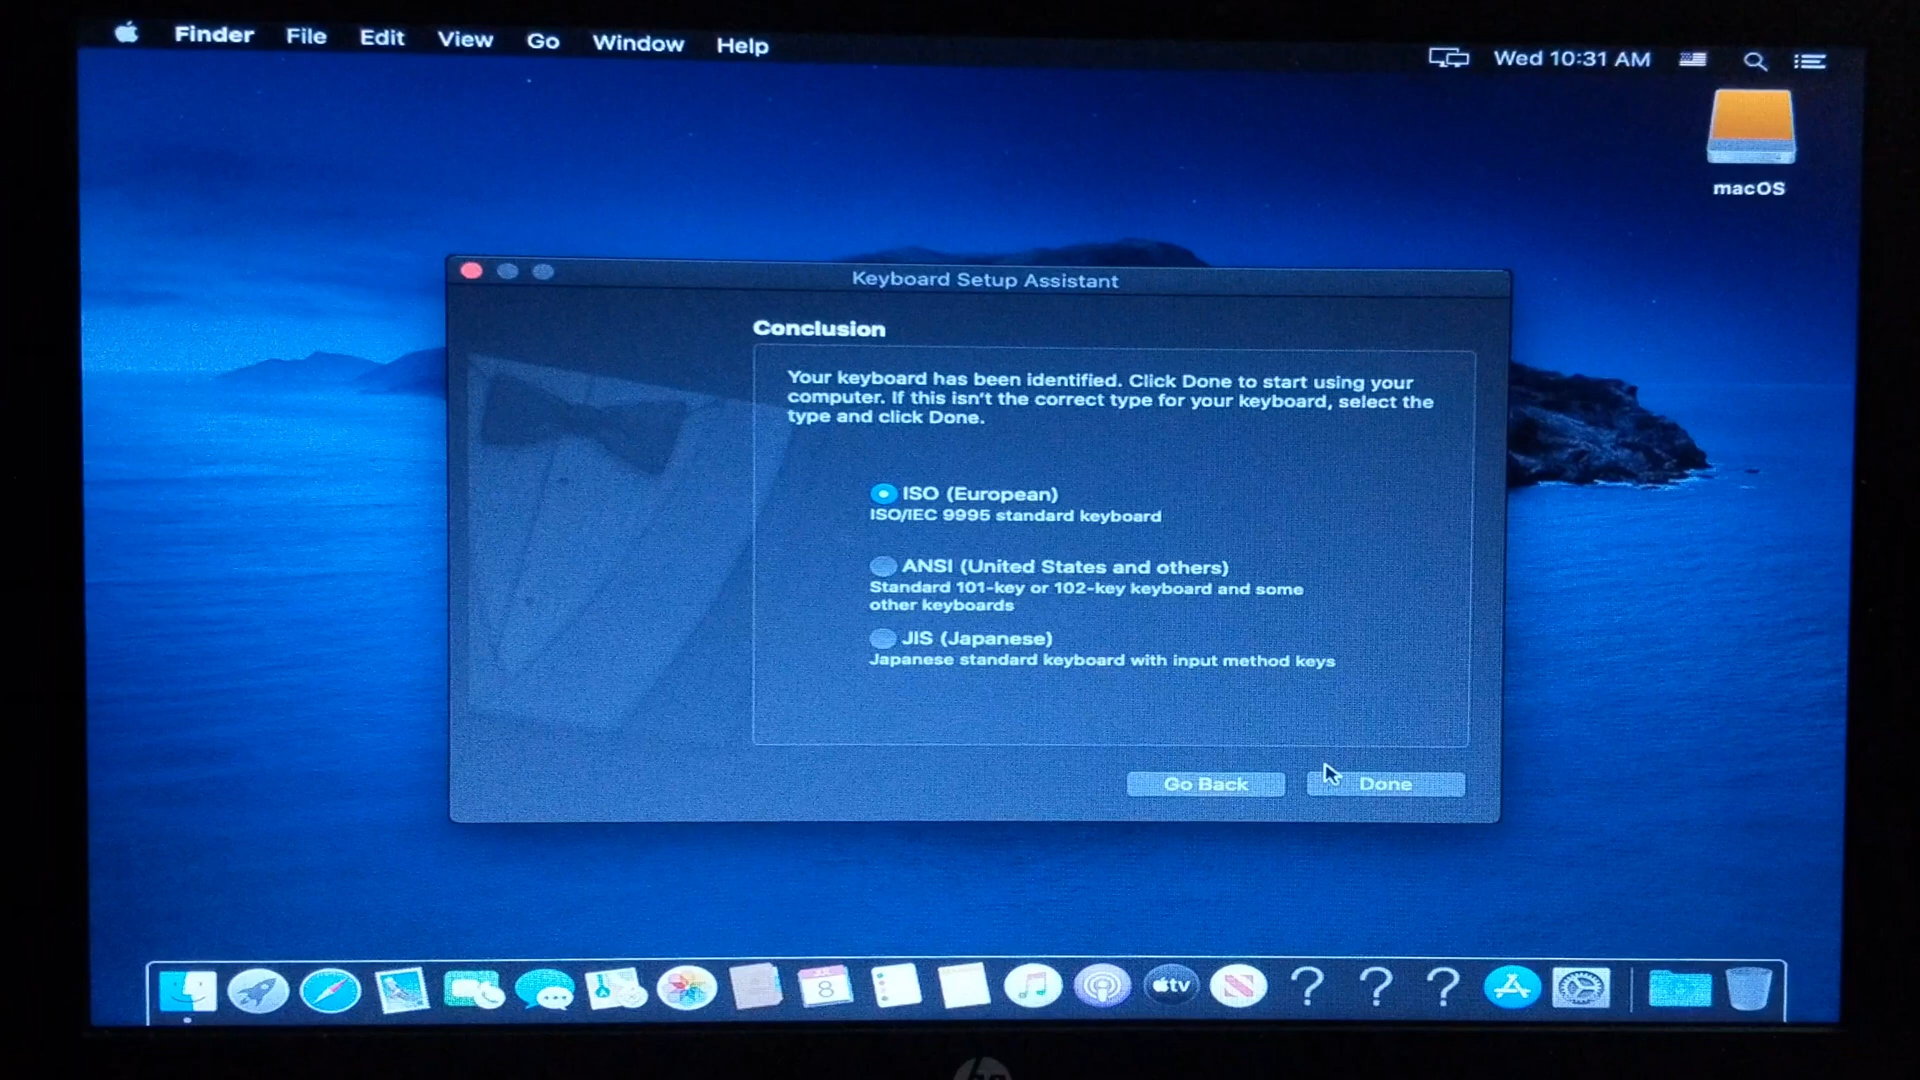 Finder File Edit View Go Window Help
Wed 10:31 AM
macOS
Keyboard Setup Assistant
Conclusion
Your keyboard has been identified. Click Done to start using your
computer. If this isn't the correct type for your keyboard, select the
type and click Done.
ISO (European)
ISO/IEC 9995 standard keyboard
ANSI (United States and others)
Standard 101-key or 102-key keyboard and some
other keyboards
JIS (Japanese)
Japanese standard keyboard with input method keys
Go Back Done
8
tv
? ? ?
hp